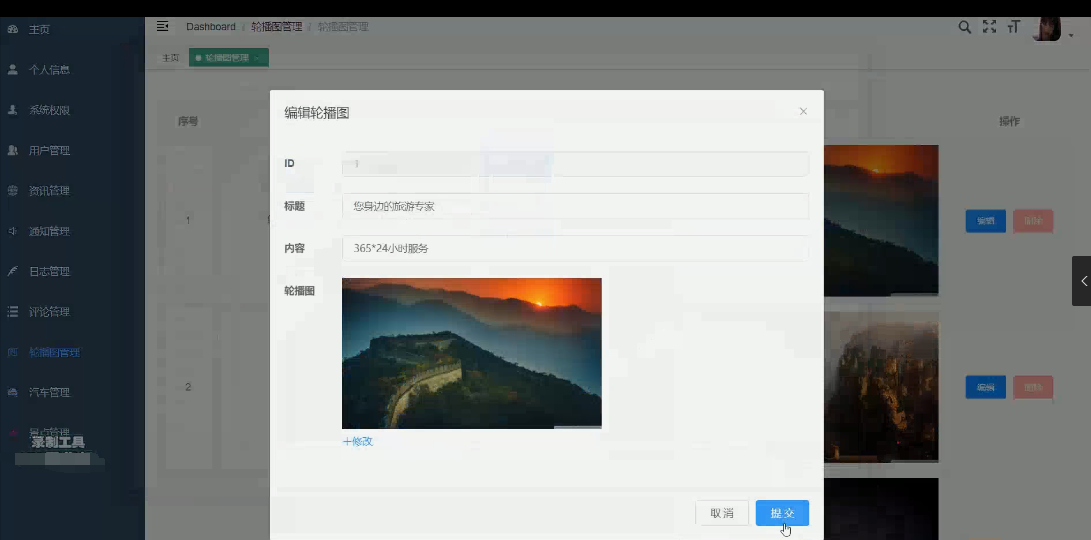 主页
个人信息
系统权限
用户管理
资讯管理
通知管理
日志管理
评论管理
轮播图管理
汽车管理
景点管理
录制工具
Dashboard / 轮播图管理 / 轮播图管理
主页
轮播图管理
序号
操作
1
编辑
删除
2
编辑
删除
编辑轮播图
ID
1
标题
您身边的旅游专家
内容
365*24小时服务
轮播图
+修改
取消
提交